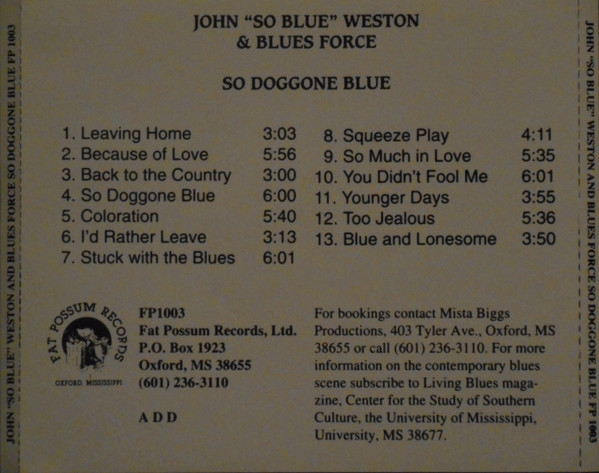 JOHN "SO BLUE" WESTON
& BLUES FORCE
SO DOGGONE BLUE
1. Leaving Home 3:03
2. Because of Love 5:56
3. Back to the Country 3:00
4. So Doggone Blue 6:00
5. Coloration 5:40
6. I'd Rather Leave 3:13
7. Stuck with the Blues 6:01
8. Squeeze Play 4:11
9. So Much in Love 5:35
10. You Didn't Fool Me 6:01
11. Younger Days 3:55
12. Too Jealous 5:36
13. Blue and Lonesome 3:50
FAT POSSUM RECORDS
OXFORD, MISSISSIPPI
FP1003
Fat Possum Records, Ltd.
P.O. Box 1923
Oxford, MS 38655
(601) 236-3110
A D D
For bookings contact Mista Biggs
Productions, 403 Tyler Ave., Oxford, MS
38655 or call (601) 236-3110. For more
information on the contemporary blues
scene subscribe to Living Blues maga-
zine, Center for the Study of Southern
Culture, the University of Mississippi,
University, MS 38677.
JOHN "SO BLUE" WESTON AND BLUES FORCE SO DOGGONE BLUE FP 1003
JOHN "SO BLUE" WESTON AND BLUES FORCE SO DOGGONE BLUE FP 1003